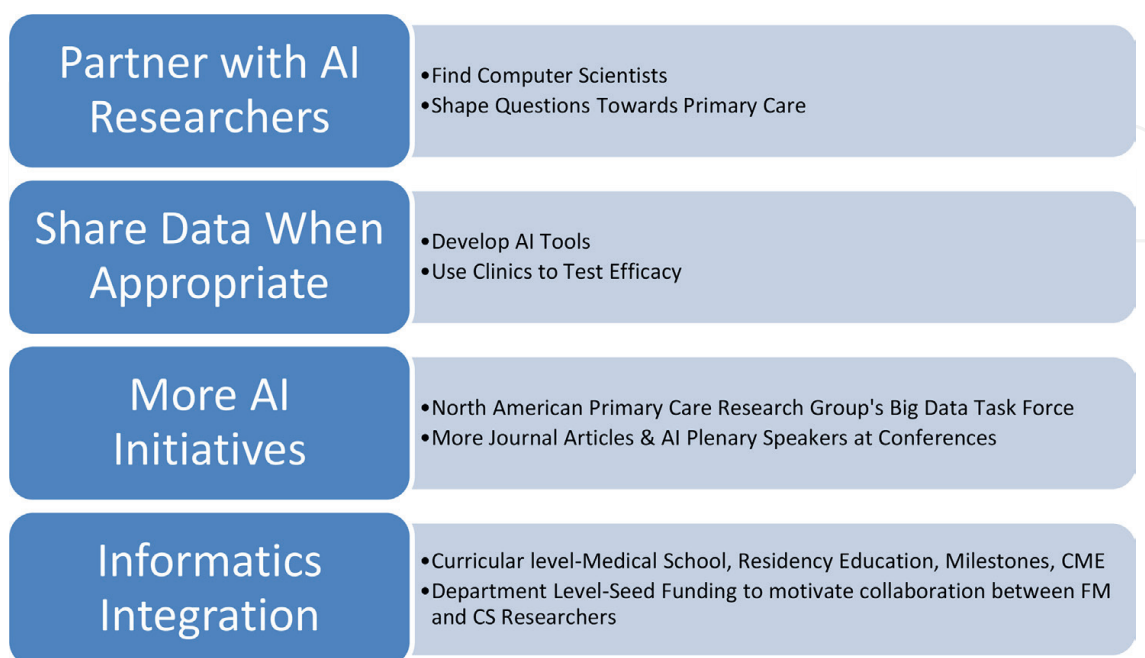 Partner with AI
Researchers
•Find Computer Scientists
•Shape Questions Towards Primary Care
Share Data When
Appropriate
•Develop AI Tools
•Use Clinics to Test Efficacy
More AI
Initiatives
•North American Primary Care Research Group's Big Data Task Force
•More Journal Articles & AI Plenary Speakers at Conferences
Informatics
Integration
•Curricular level-Medical School, Residency Education, Milestones, CME
•Department Level-Seed Funding to motivate collaboration between FM
and CS Researchers